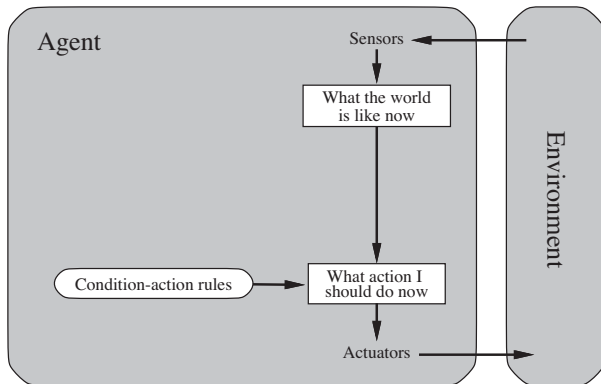 Agent
Sensors
What the world
is like now
Environment
Condition-action rules
What action I
should do now
Actuators